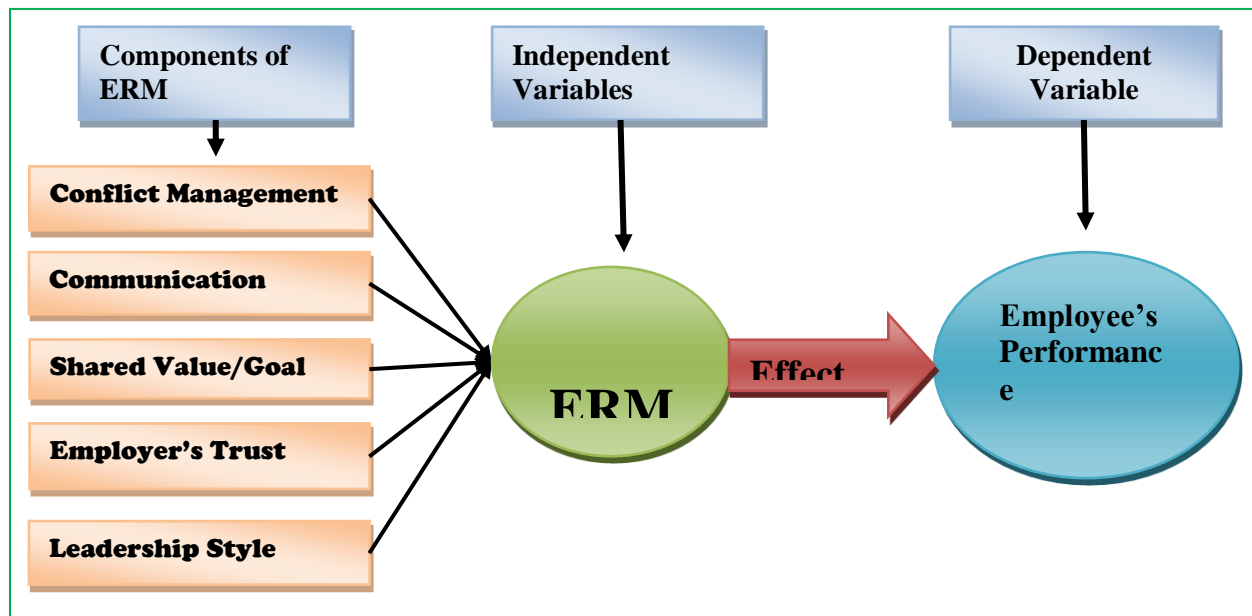 Components of
ERM
Independent
Variables
Dependent
Variable
Conflict Management
Communication
Shared Value/Goal
Employer’s Trust
Leadership Style
ERM
Effect
Employee’s
Performanc
e